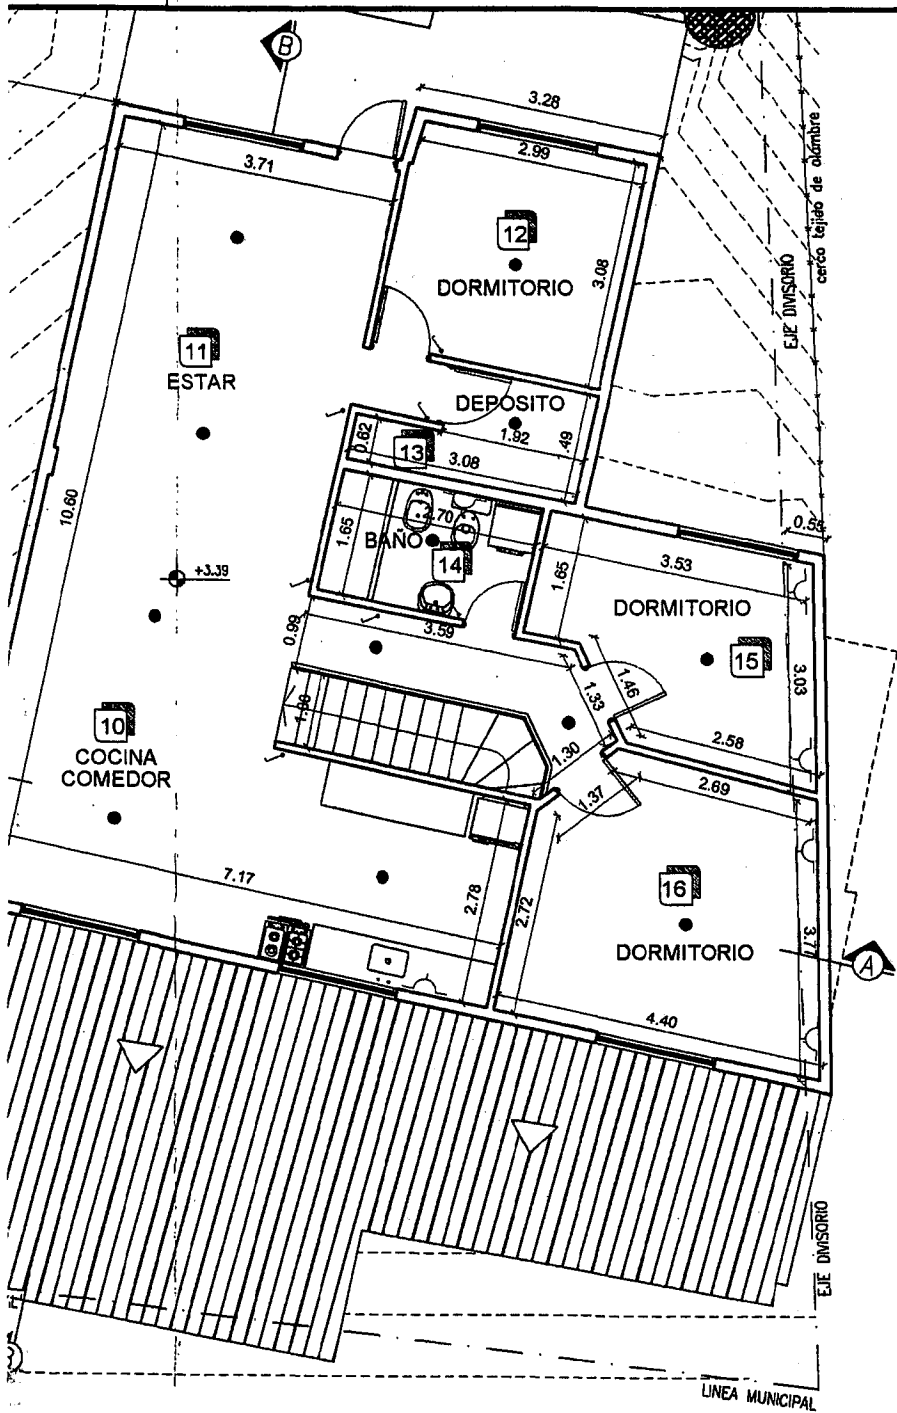 B
3.28
3.71
2.99
cerco tejido de alambre
12
DORMITORIO
3.08
EJE DIVISORIO
11
ESTAR
DEPOSITO
0.62
13
1.92
.49
3.08
10.60
2.70
0.55
1.65
BAÑO
14
1.65
3.53
+3.39
DORMITORIO
0.99
3.59
15
3.03
1.46
1.33
10
COCINA
COMEDOR
1.30
2.58
1.37
2.69
7.17
2.78
2.72
16
DORMITORIO
3.77
A
4.40
EJE DIVISORIO
LINEA MUNICIPAL